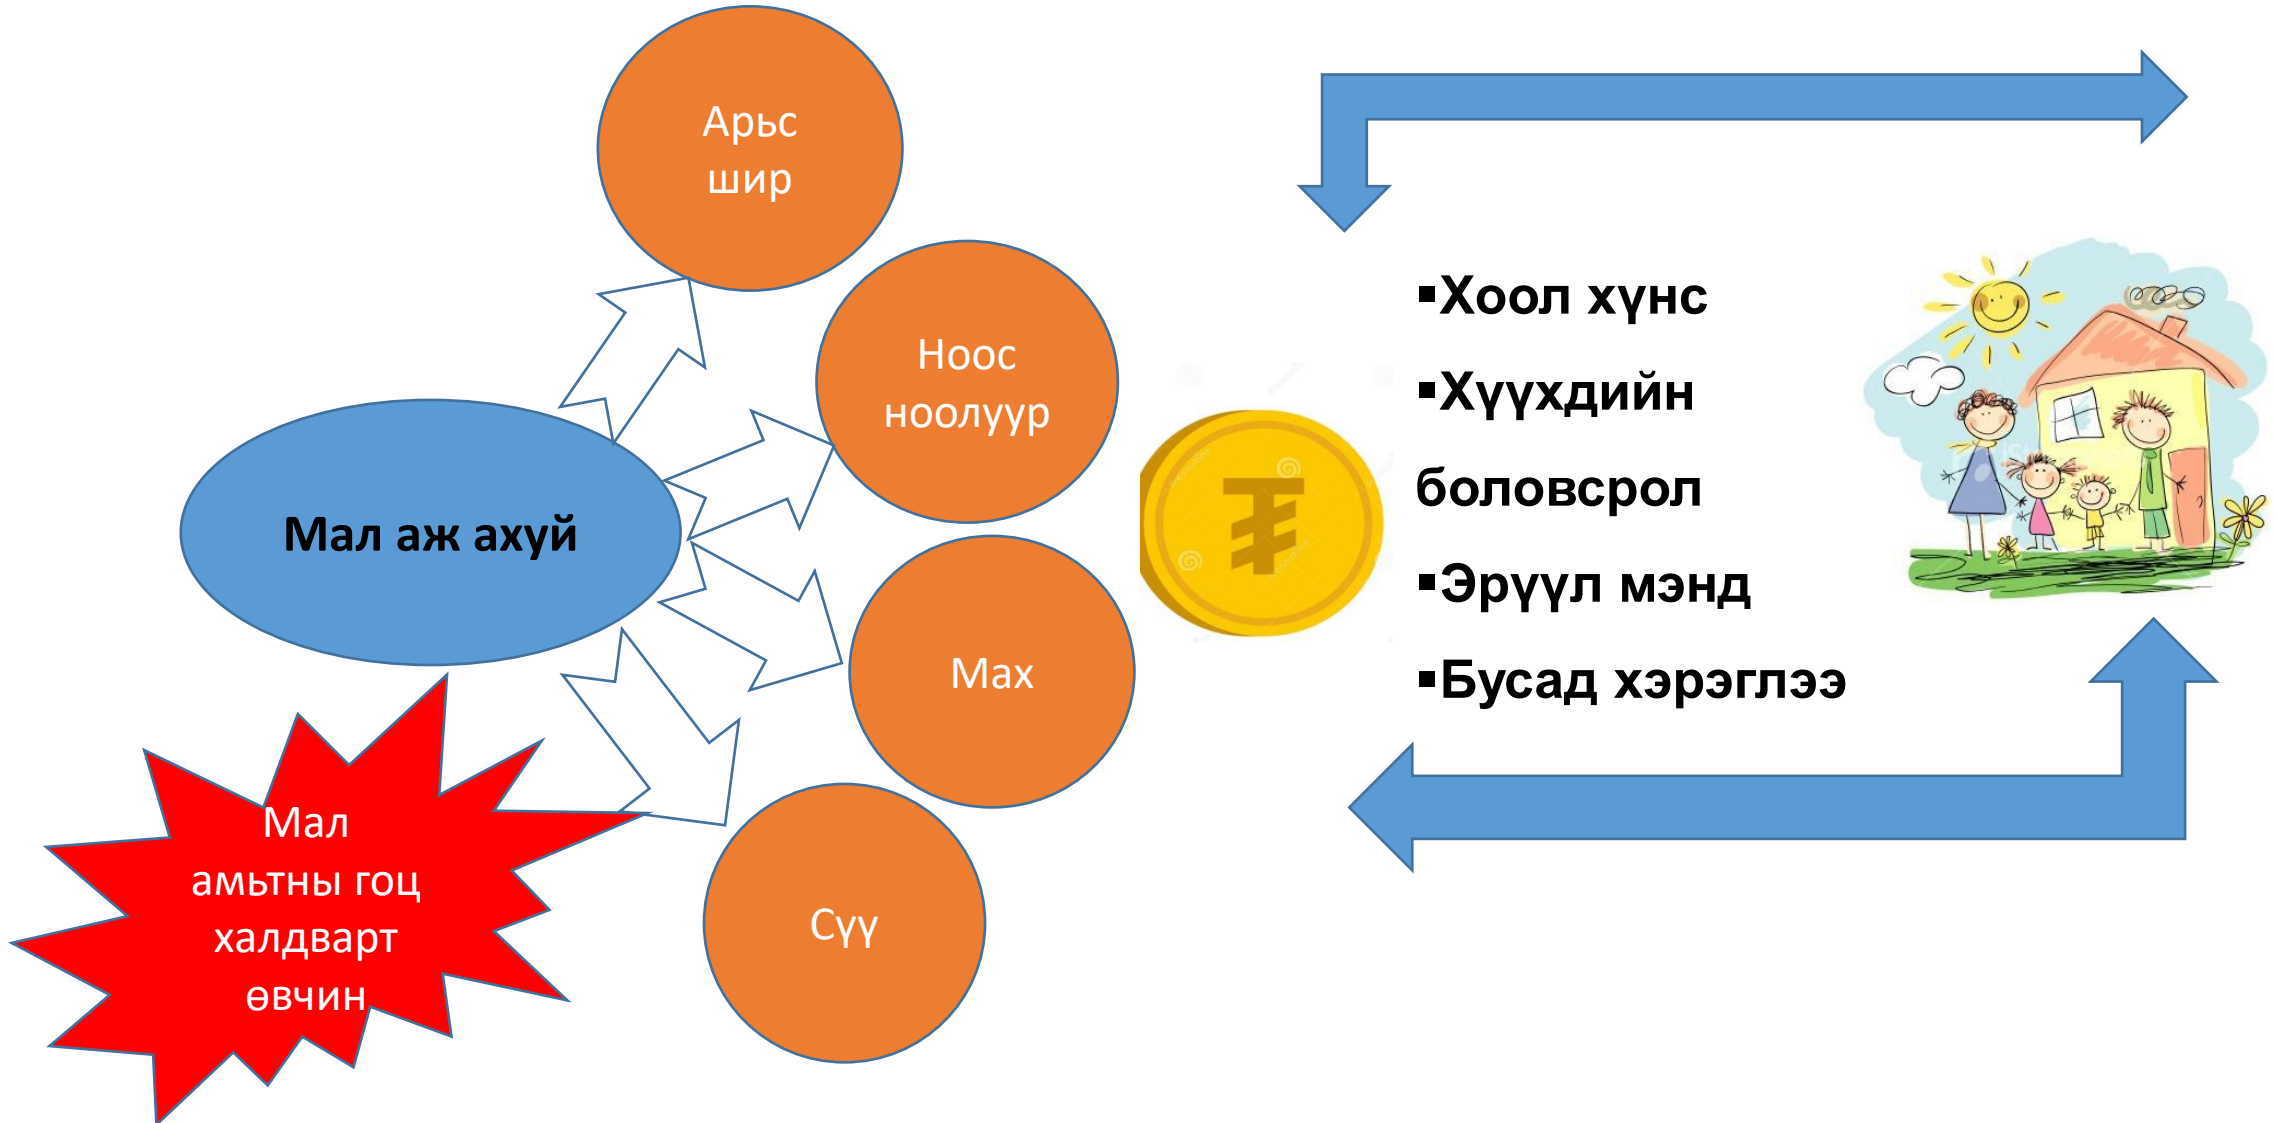 Арьс
шир
Ноос
ноолуур
Мал аж ахуй
Мах
Сүү
Мал
амьтны гоц
халдварт
өвчин
₮
▪Хоол хүнс
▪Хүүхдийн
боловсрол
▪Эрүүл мэнд
▪Бусад хэрэглээ